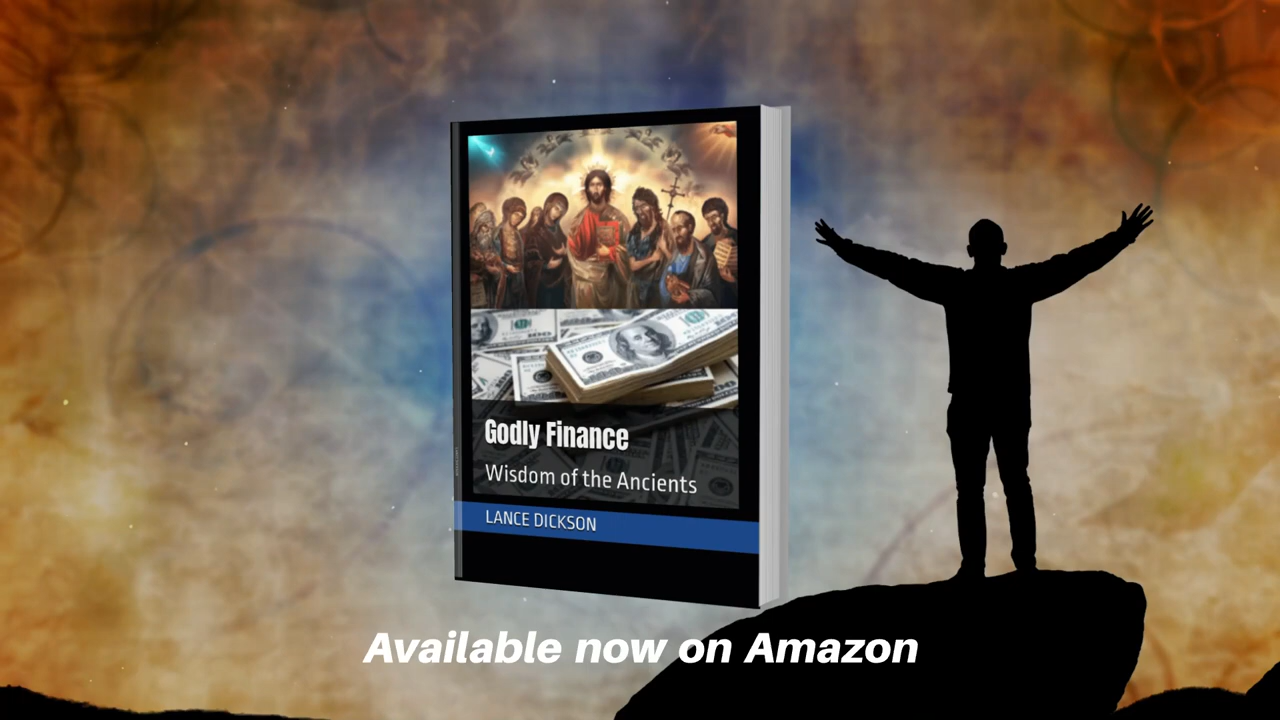 Godly Finance
Wisdom of the Ancients
LANCE DICKSON
Available now on Amazon